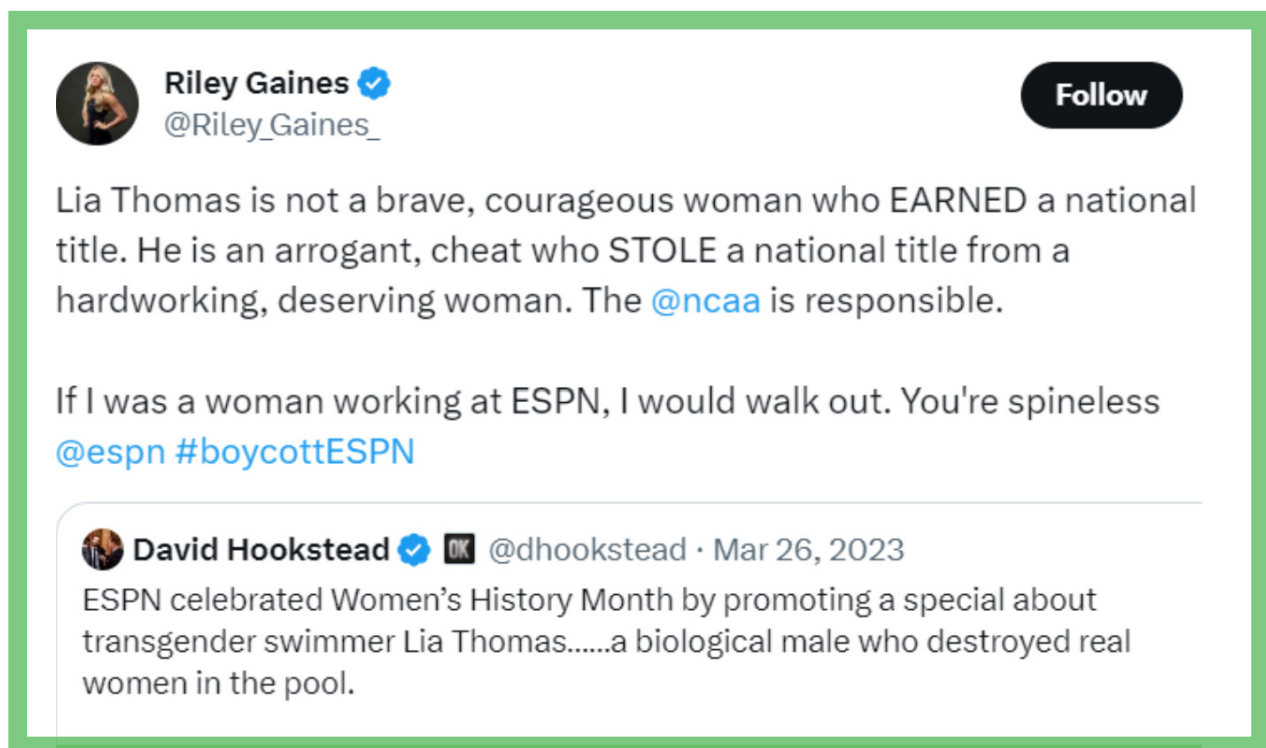 Riley Gaines
@Riley_Gaines_
Follow
Lia Thomas is not a brave, courageous woman who EARNED a national
title. He is an arrogant, cheat who STOLE a national title from a
hardworking, deserving woman. The @ncaa is responsible.
If I was a woman working at ESPN, I would walk out. You're spineless
@espn #boycottESPN
David Hookstead OK @dhookstead · Mar 26, 2023
ESPN celebrated Women’s History Month by promoting a special about
transgender swimmer Lia Thomas......a biological male who destroyed real
women in the pool.